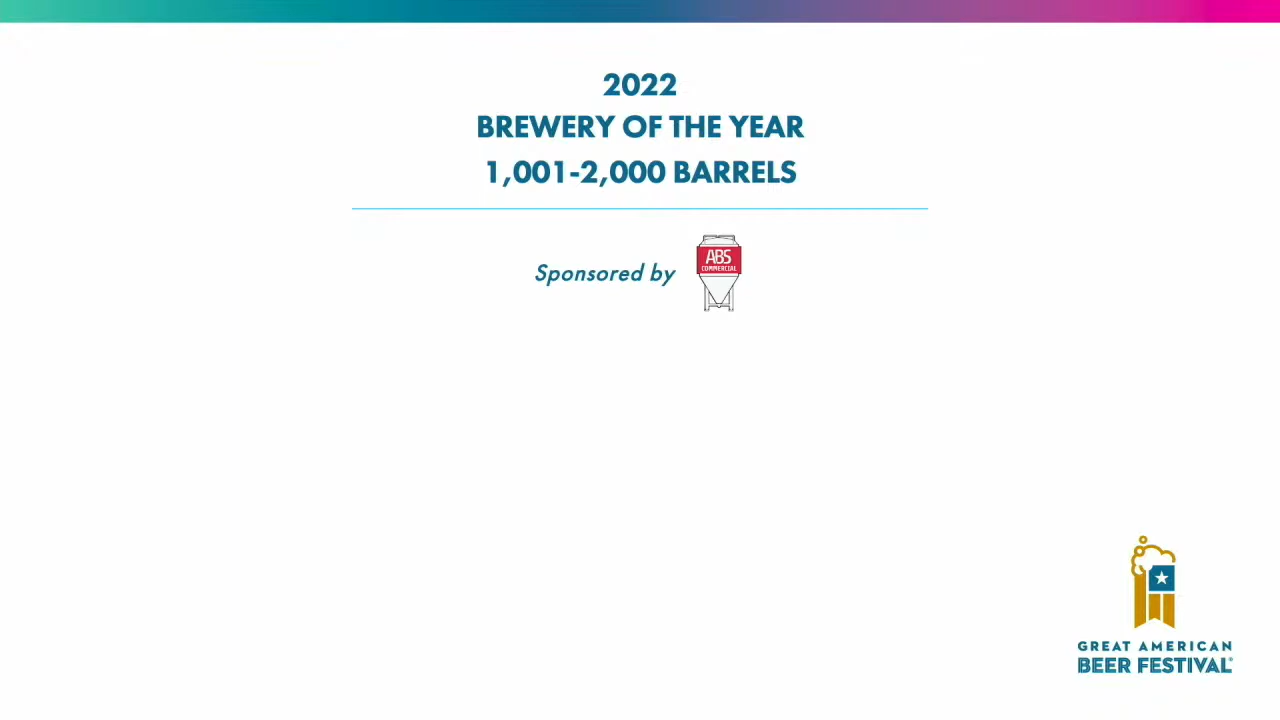 2022
BREWERY OF THE YEAR
1,001-2,000 BARRELS
Sponsored by
ABS
COMMERCIAL
GREAT AMERICAN
BEER FESTIVAL®